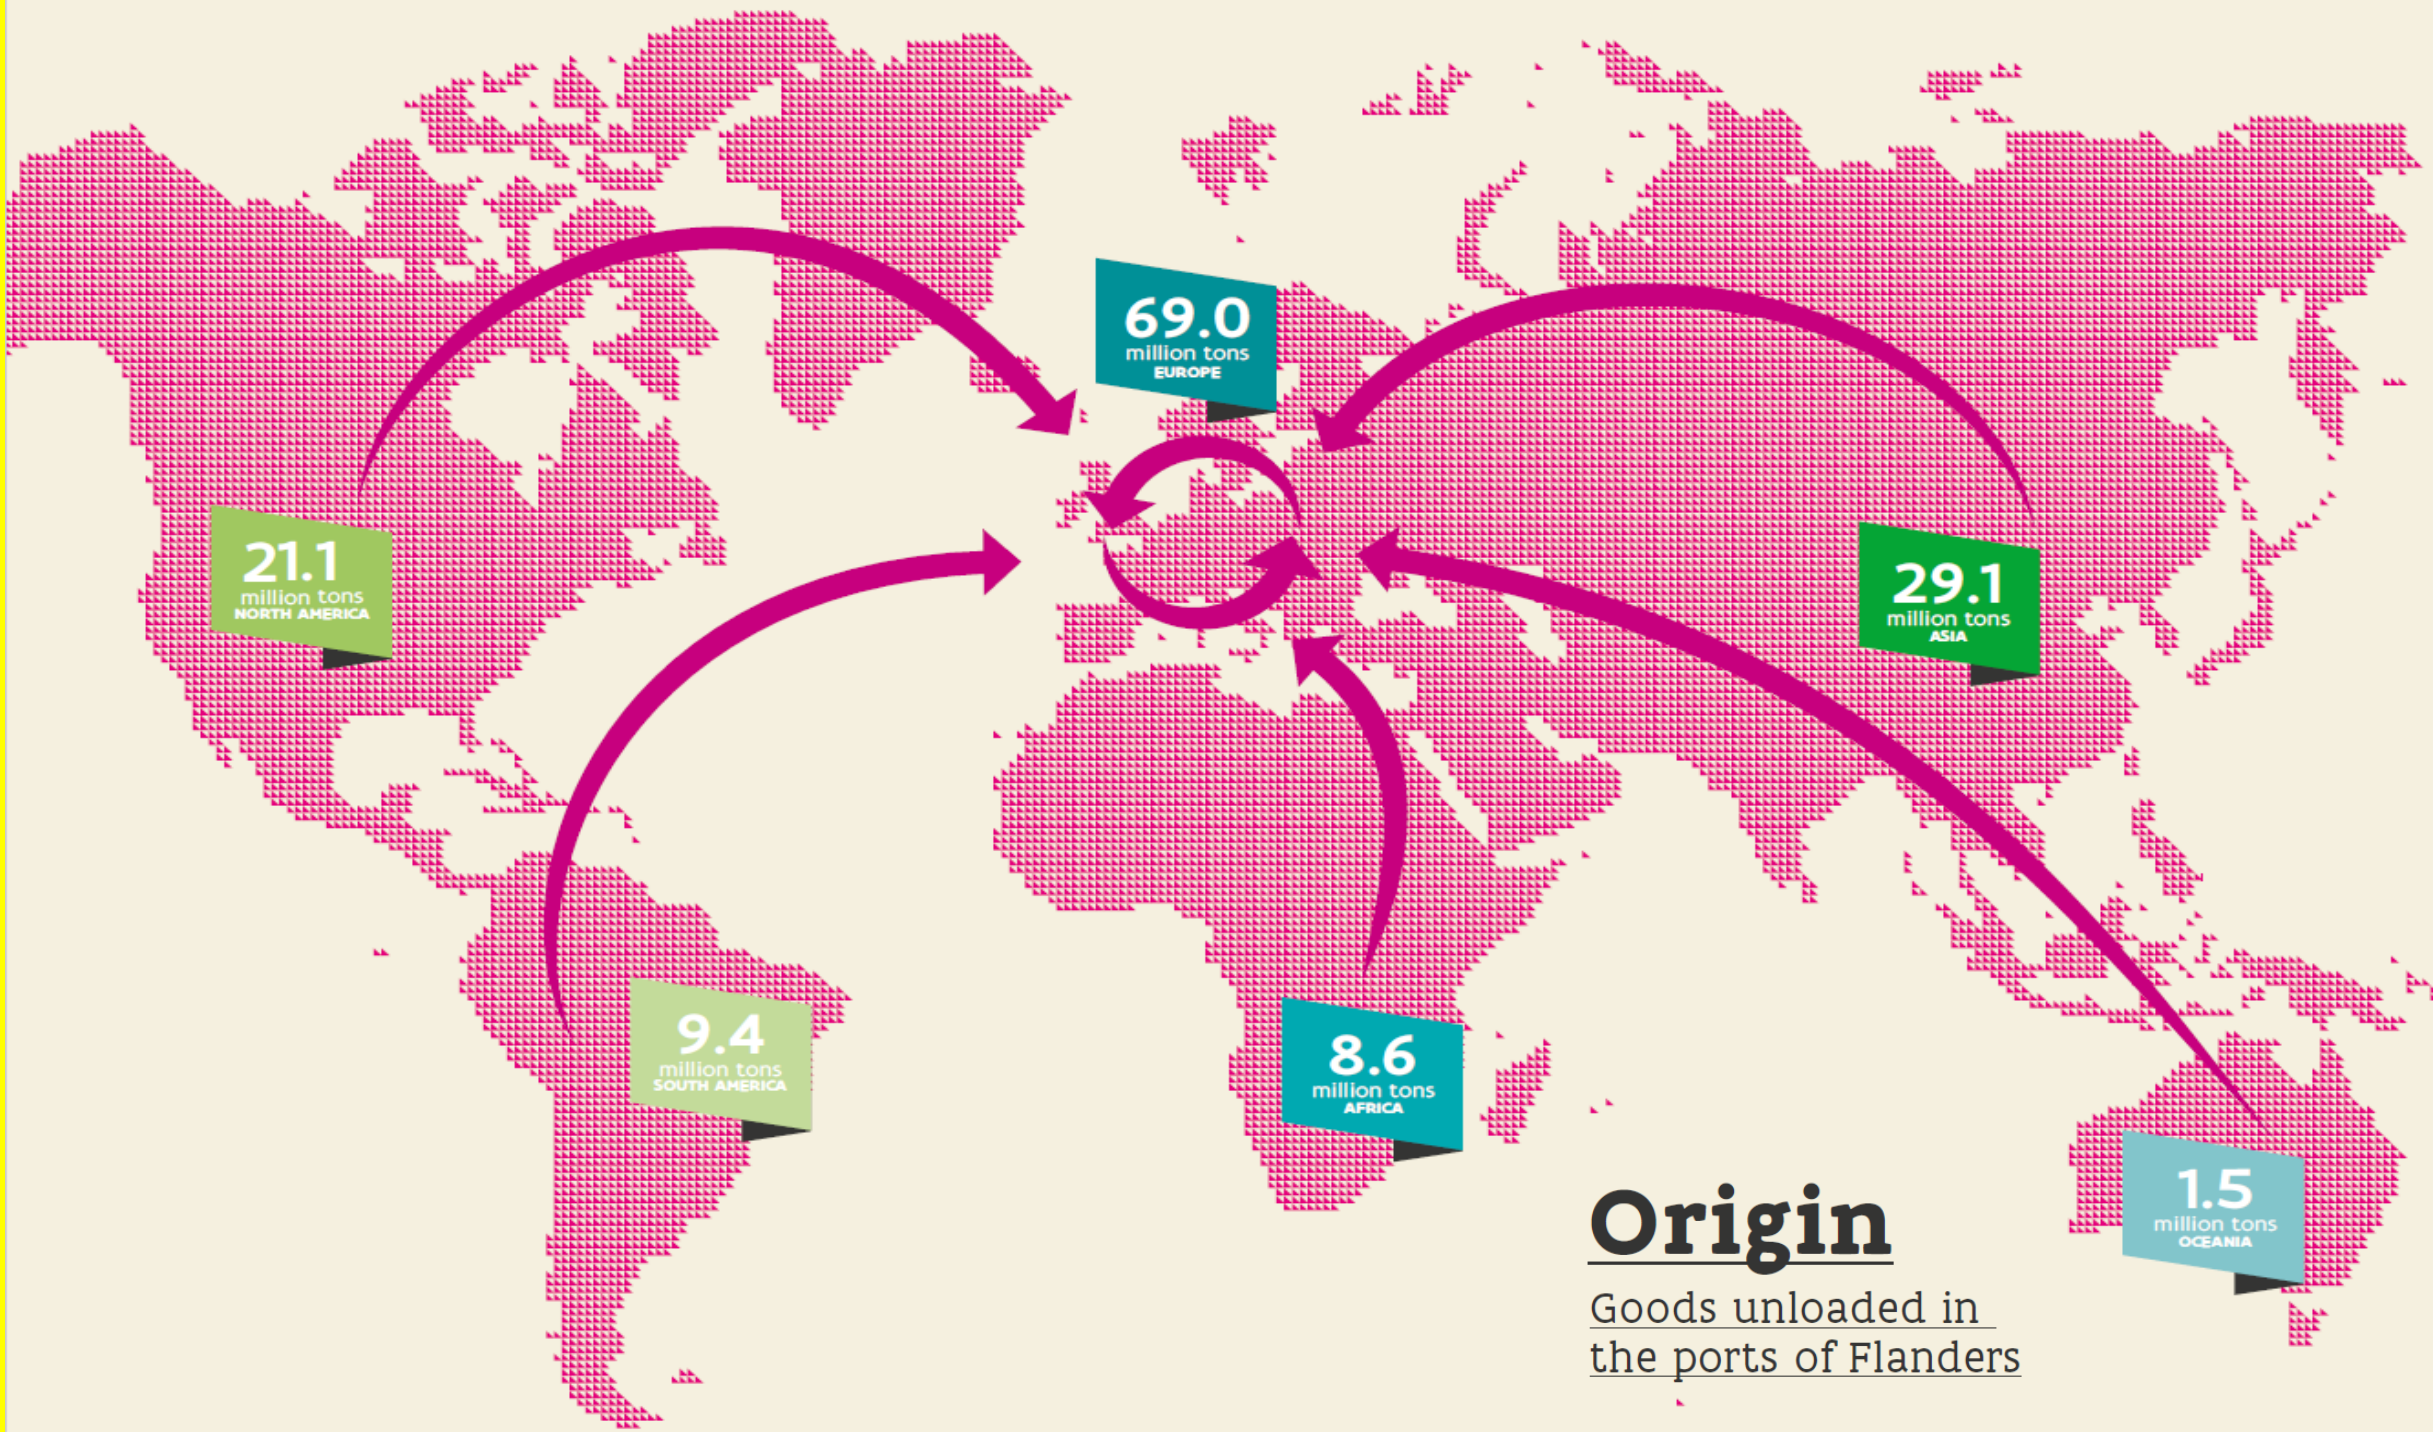 69.0
million tons
EUROPE
21.1
million tons
NORTH AMERICA
29.1
million tons
ASIA
9.4
million tons
SOUTH AMERICA
8.6
million tons
AFRICA
1.5
million tons
OCEANIA
Origin
Goods unloaded in
the ports of Flanders